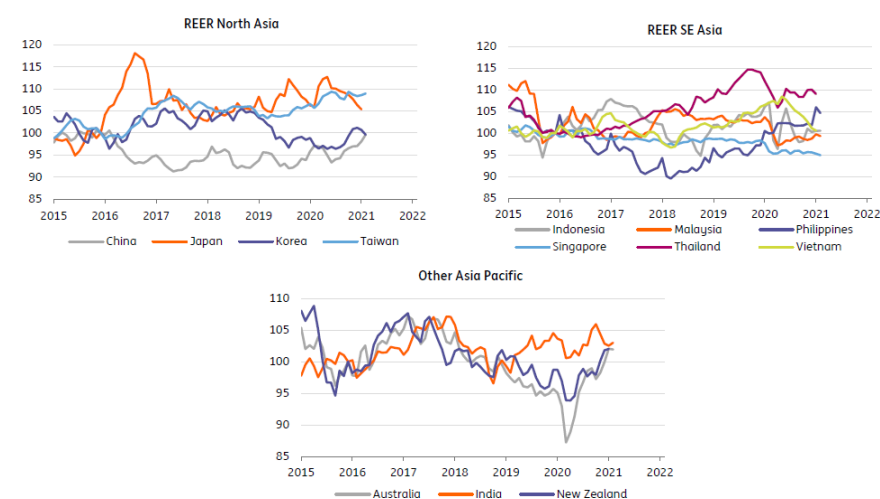 REER North Asia
120
115
110
105
100
95
90
85
2015 2016 2017 2018 2019 2020 2021 2022
China Japan Korea Taiwan
REER SE Asia
120
115
110
105
100
95
90
85
2015 2016 2017 2018 2019 2020 2021 2022
Indonesia Malaysia Philippines
Singapore Thailand Vietnam
Other Asia Pacific
110
105
100
95
90
85
2015 2016 2017 2018 2019 2020 2021 2022
Australia India New Zealand